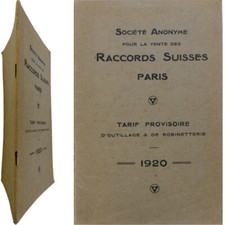 SOCIÉTÉ ANONYME
POUR LA VENTE DES
RACCORDS SUISSES
PARIS
TARIF PROVISOIRE
D'OUTILLAGE & DE ROBINETTERIE
1920